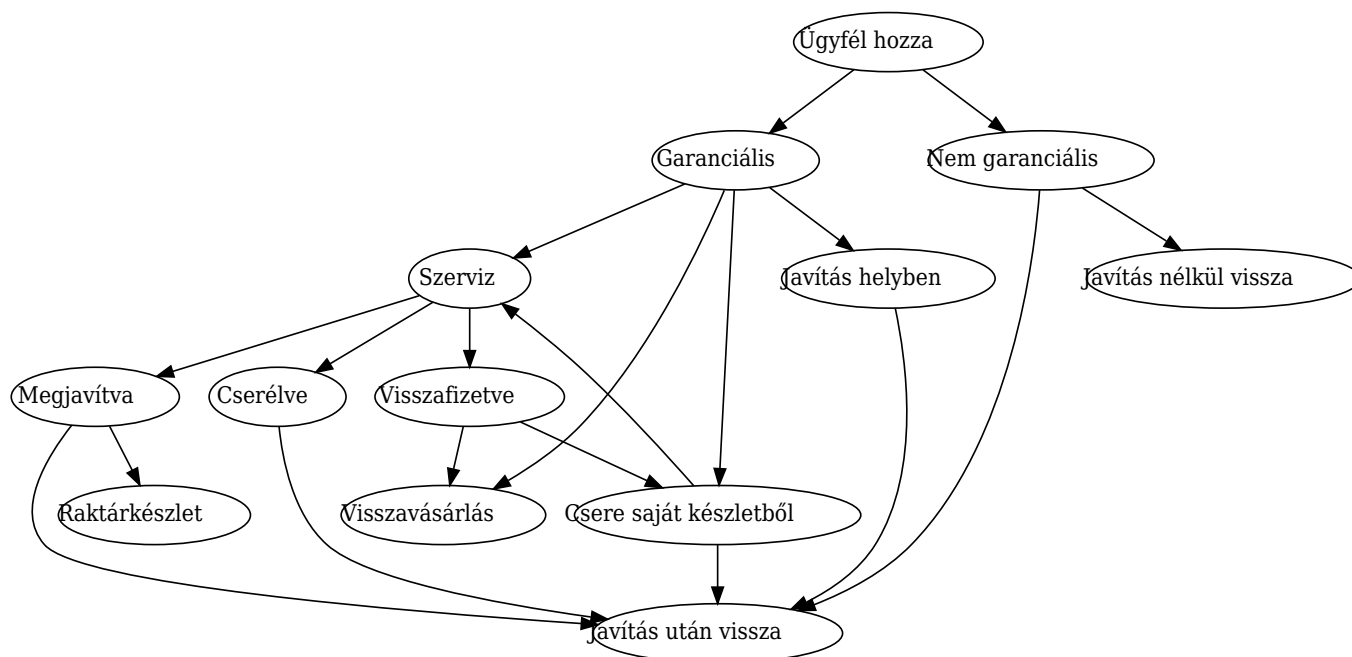 Ügyfél hozza
Garanciális
Nem garanciális
Szerviz
Javítás helyben
Javítás nélkül vissza
Megjavítva
Cserélve
Visszafizetve
Raktárkészlet
Visszavásárlás
Csere saját készletből
Javítás után vissza